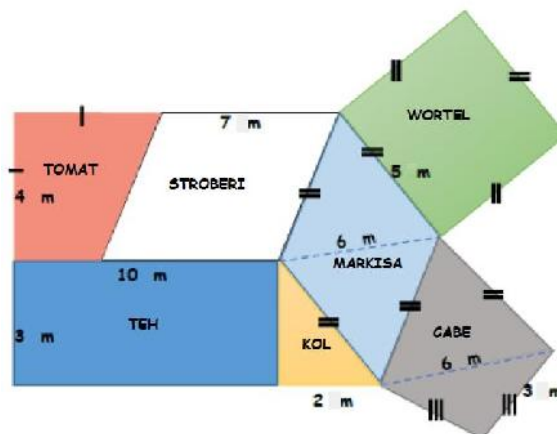 WORTEL
7 m
TOMAT
4 m
STROBERI
5 m
6 m
MARKISA
10 m
TEH
3 m
KOL
CABE
6 m
2 m
3 m